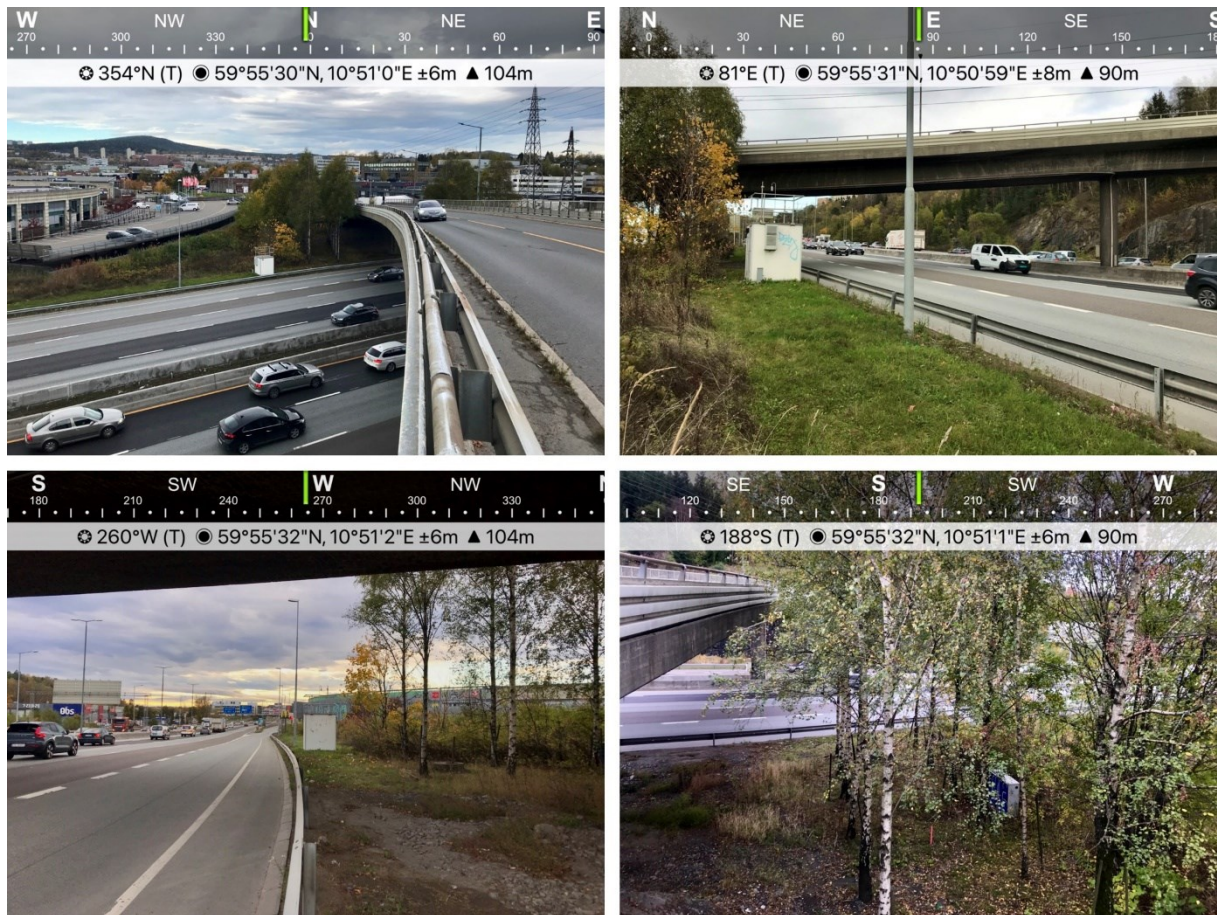 W NW N NE E
270 300 330 0 30 60 90
354°N (T) 59°55'30"N, 10°51'0"E ±6m ▲ 104m
N NE E SE S
0 30 60 90 120 150 180
81°E (T) 59°55'31"N, 10°50'59"E ±8m ▲ 90m
S SW W NW N
180 210 240 270 300 330
260°W (T) 59°55'32"N, 10°51'2"E ±6m ▲ 104m
Obs
SE S SW W
120 150 180 210 240 270
188°S (T) 59°55'32"N, 10°51'1"E ±6m ▲ 90m